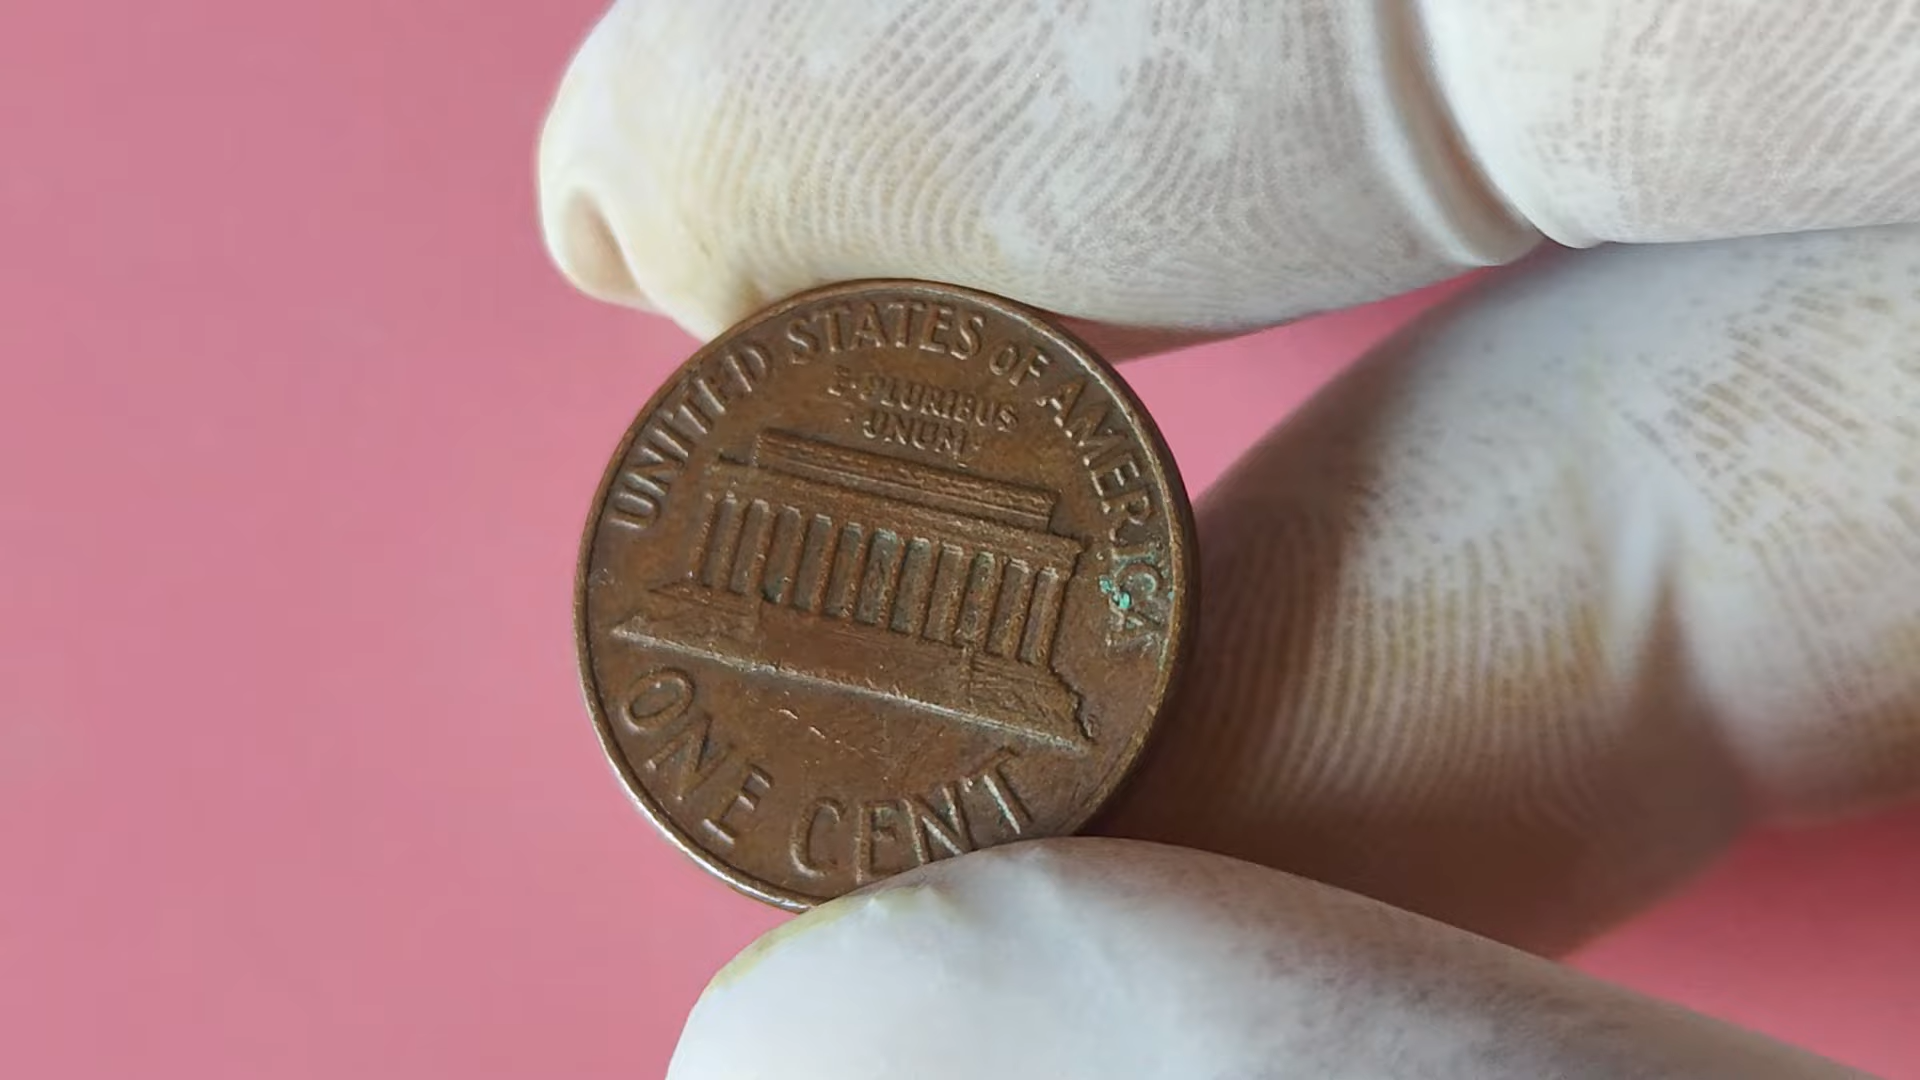 UNITED STATES OF AMERICA
E · PLURIBUS
· UNUM ·
ONE CENT